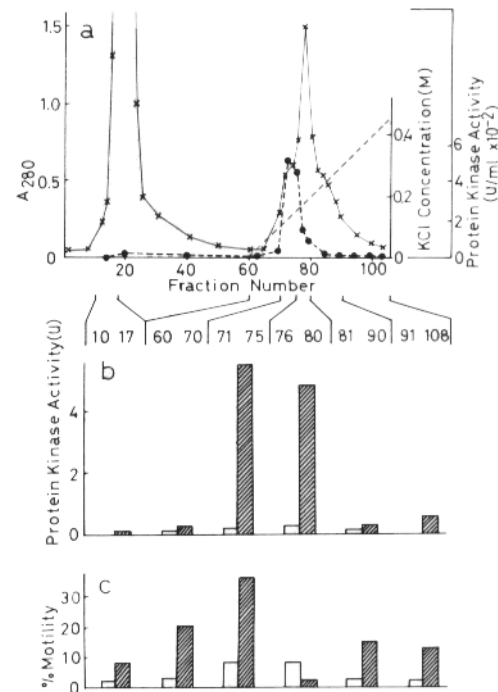 a
1.5
1.0
0.5
0
A280
20
40
60
80
100
Fraction Number
0,4
0,2
0
KCl Concentration(M)
6
4
2
0
Protein Kinase Activity
(U/ml x10-2)
10 17 60 70 71 75 76 80 81 90 91 108
b
4
2
0
Protein Kinase Activity(U)
c
30
20
10
0
%Motility